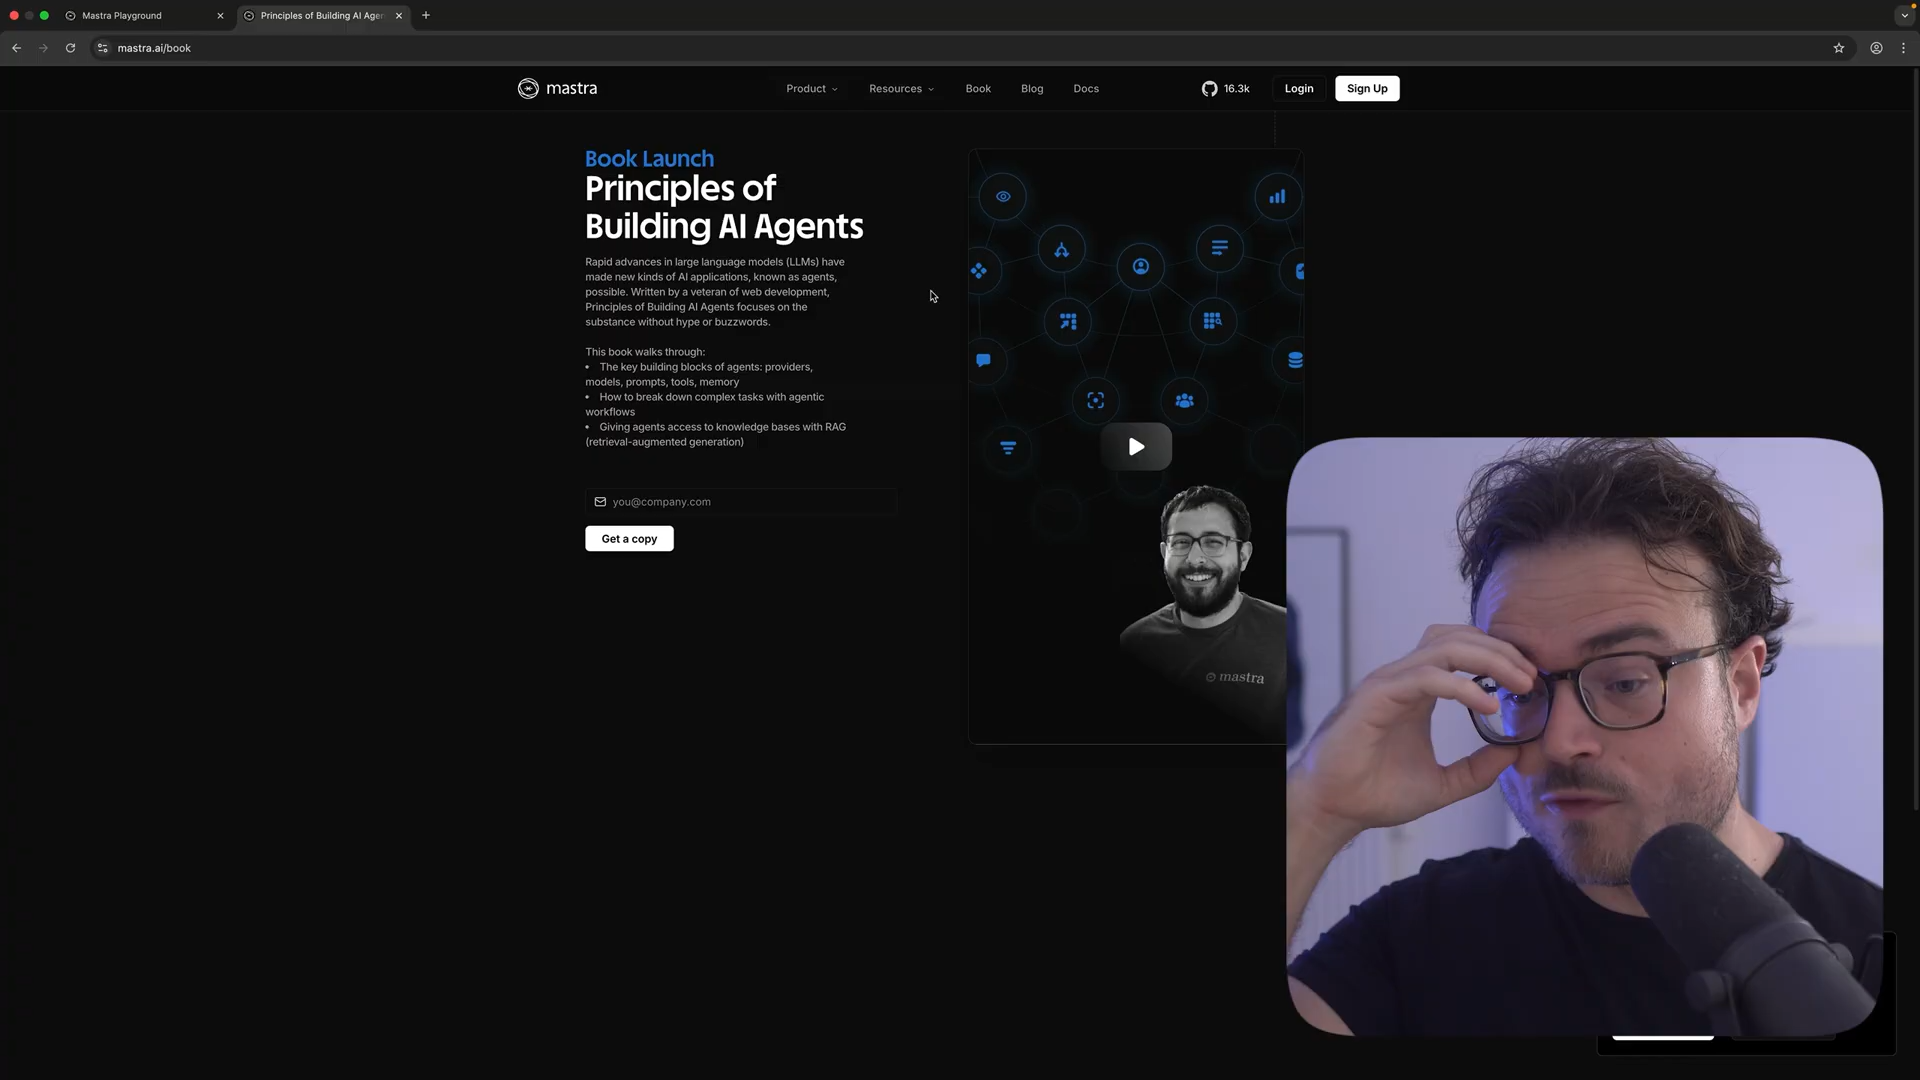 Mastra Playground
Principles of Building AI Agen
mastra.ai/book
mastra
Product
Resources
Book
Blog
Docs
16.3k
Login
Sign Up
Book Launch
Principles of
Building AI Agents
Rapid advances in large language models (LLMs) have
made new kinds of AI applications, known as agents,
possible. Written by a veteran of web development,
Principles of Building AI Agents focuses on the
substance without hype or buzzwords.
This book walks through:
• The key building blocks of agents: providers,
models, prompts, tools, memory
• How to break down complex tasks with agentic
workflows
• Giving agents access to knowledge bases with RAG
(retrieval-augmented generation)
you@company.com
Get a copy
mastra